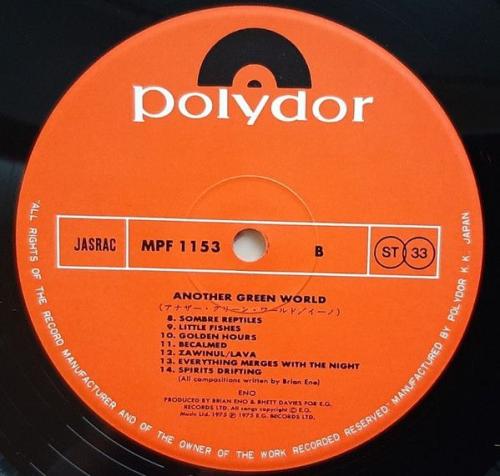 polydor
JASRAC
MPF 1153
B
ST 33
ANOTHER GREEN WORLD
(アナザー・グリーン・ワールド/イーノ)
8. SOMBRE REPTILES
9. LITTLE FISHES
10. GOLDEN HOURS
11. BECALMED
12. ZAWINUL/LAVA
13. EVERYTHING MERGES WITH THE NIGHT
14. SPIRITS DRIFTING
(All compositions written by Brian Eno)
ENO
PRODUCED BY BRIAN ENO & RHETT DAVIES FOR E.G.
RECORDS LTD. All songs copyright © E.G.
Music Ltd. 1975 ℗ 1975 E.G. RECORDS LTD.
"ALL RIGHTS OF THE RECORD MANUFACTURER AND OF THE OWNER OF THE WORK RECORDED RESERVED" MANUFACTURED BY POLYDOR K.K. JAPAN